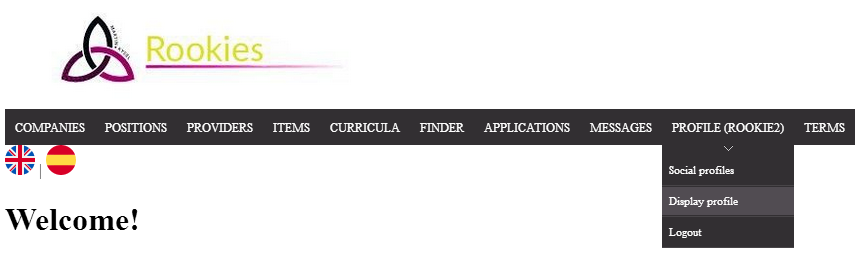 Rookies
COMPANIES POSITIONS PROVIDERS ITEMS CURRICULA FINDER APPLICATIONS MESSAGES PROFILE (ROOKIE2) TERMS
|
Social profiles
Display profile
Logout
Welcome!